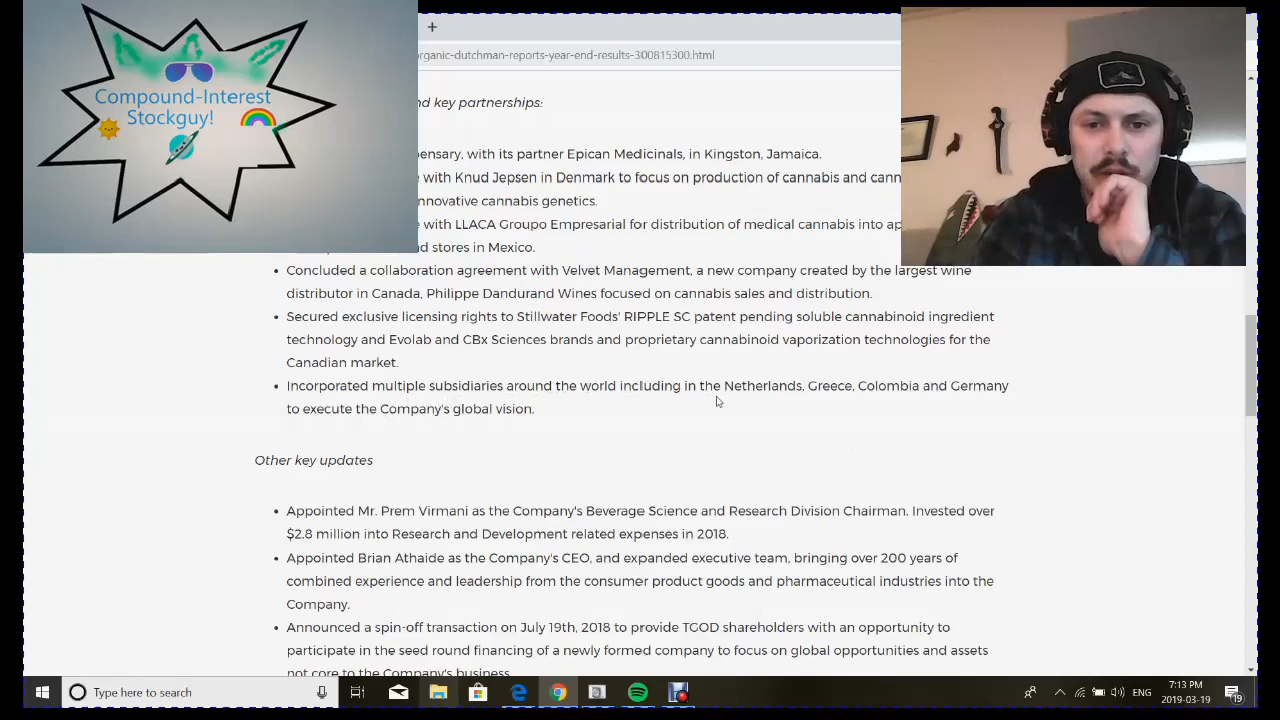 Compound-Interest
Stockguy!
+
rganic-dutchman-reports-year-end-results-300815300.html
nd key partnerships:
pensary, with its partner Epican Medicinals, in Kingston, Jamaica.
with Knud Jepsen in Denmark to focus on production of cannabis and cann
nnovative cannabis genetics.
with LLACA Groupo Empresarial for distribution of medical cannabis into
d stores in Mexico.
• Concluded a collaboration agreement with Velvet Management, a new company created by the largest wine
distributor in Canada, Philippe Dandurand Wines focused on cannabis sales and distribution.
• Secured exclusive licensing rights to Stillwater Foods' RIPPLE SC patent pending soluble cannabinoid ingredient
technology and Evolab and CBx Sciences brands and proprietary cannabinoid vaporization technologies for the
Canadian market.
• Incorporated multiple subsidiaries around the world including in the Netherlands, Greece, Colombia and Germany
to execute the Company's global vision.
Other key updates
• Appointed Mr. Prem Virmani as the Company's Beverage Science and Research Division Chairman. Invested over
$2.8 million into Research and Development related expenses in 2018.
• Appointed Brian Athaide as the Company's CEO, and expanded executive team, bringing over 200 years of
combined experience and leadership from the consumer product goods and pharmaceutical industries into the
Company.
• Announced a spin-off transaction on July 19th, 2018 to provide TGOD shareholders with an opportunity to
participate in the seed round financing of a newly formed company to focus on global opportunities and assets
not core to the Company's business.
Type here to search
ENG
7:13 PM
2019-03-19
19